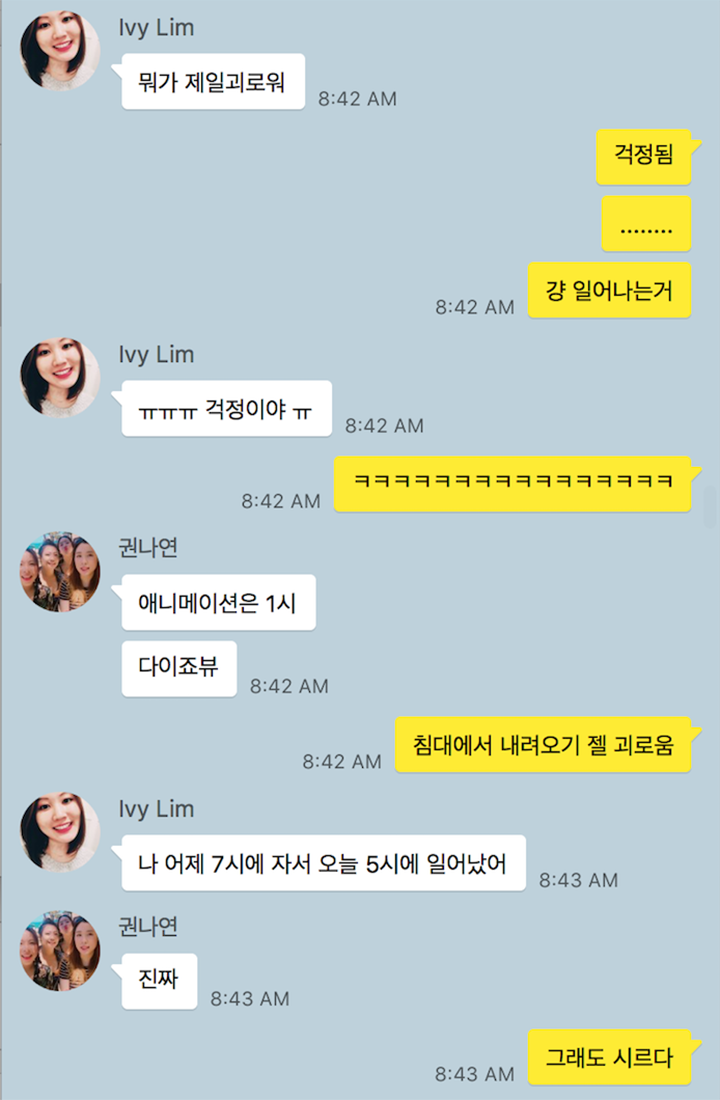 Ivy Lim
뭐가 제일괴로워
8:42 AM
걱정됨
........
걍 일어나는거
8:42 AM
Ivy Lim
ㅠㅠㅠ 걱정이야 ㅠ
8:42 AM
ㅋㅋㅋㅋㅋㅋㅋㅋㅋㅋㅋㅋㅋㅋㅋㅋ
8:42 AM
권나연
애니메이션은 1시
다이죠뷰
8:42 AM
침대에서 내려오기 젤 괴로움
8:42 AM
Ivy Lim
나 어제 7시에 자서 오늘 5시에 일어났어
8:43 AM
권나연
진짜
8:43 AM
그래도 시르다
8:43 AM